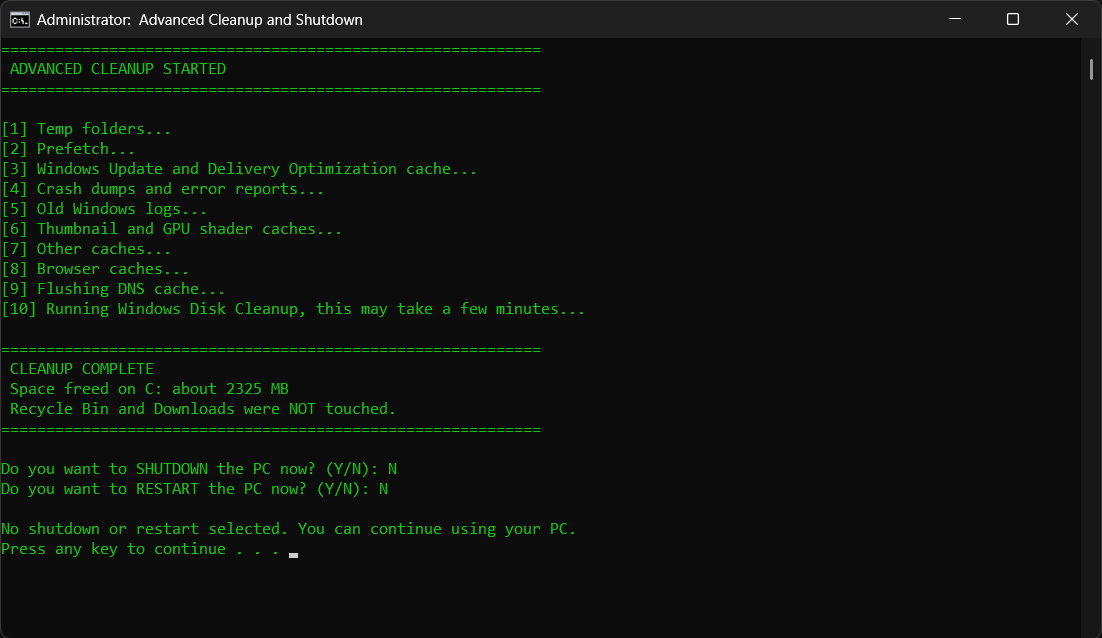 Administrator:  Advanced Cleanup and Shutdown
============================================================
 ADVANCED CLEANUP STARTED
============================================================
[1] Temp folders...
[2] Prefetch...
[3] Windows Update and Delivery Optimization cache...
[4] Crash dumps and error reports...
[5] Old Windows logs...
[6] Thumbnail and GPU shader caches...
[7] Other caches...
[8] Browser caches...
[9] Flushing DNS cache...
[10] Running Windows Disk Cleanup, this may take a few minutes...
============================================================
 CLEANUP COMPLETE
 Space freed on C: about 2325 MB
 Recycle Bin and Downloads were NOT touched.
============================================================
Do you want to SHUTDOWN the PC now? (Y/N): N
Do you want to RESTART the PC now? (Y/N): N
No shutdown or restart selected. You can continue using your PC.
Press any key to continue . . .